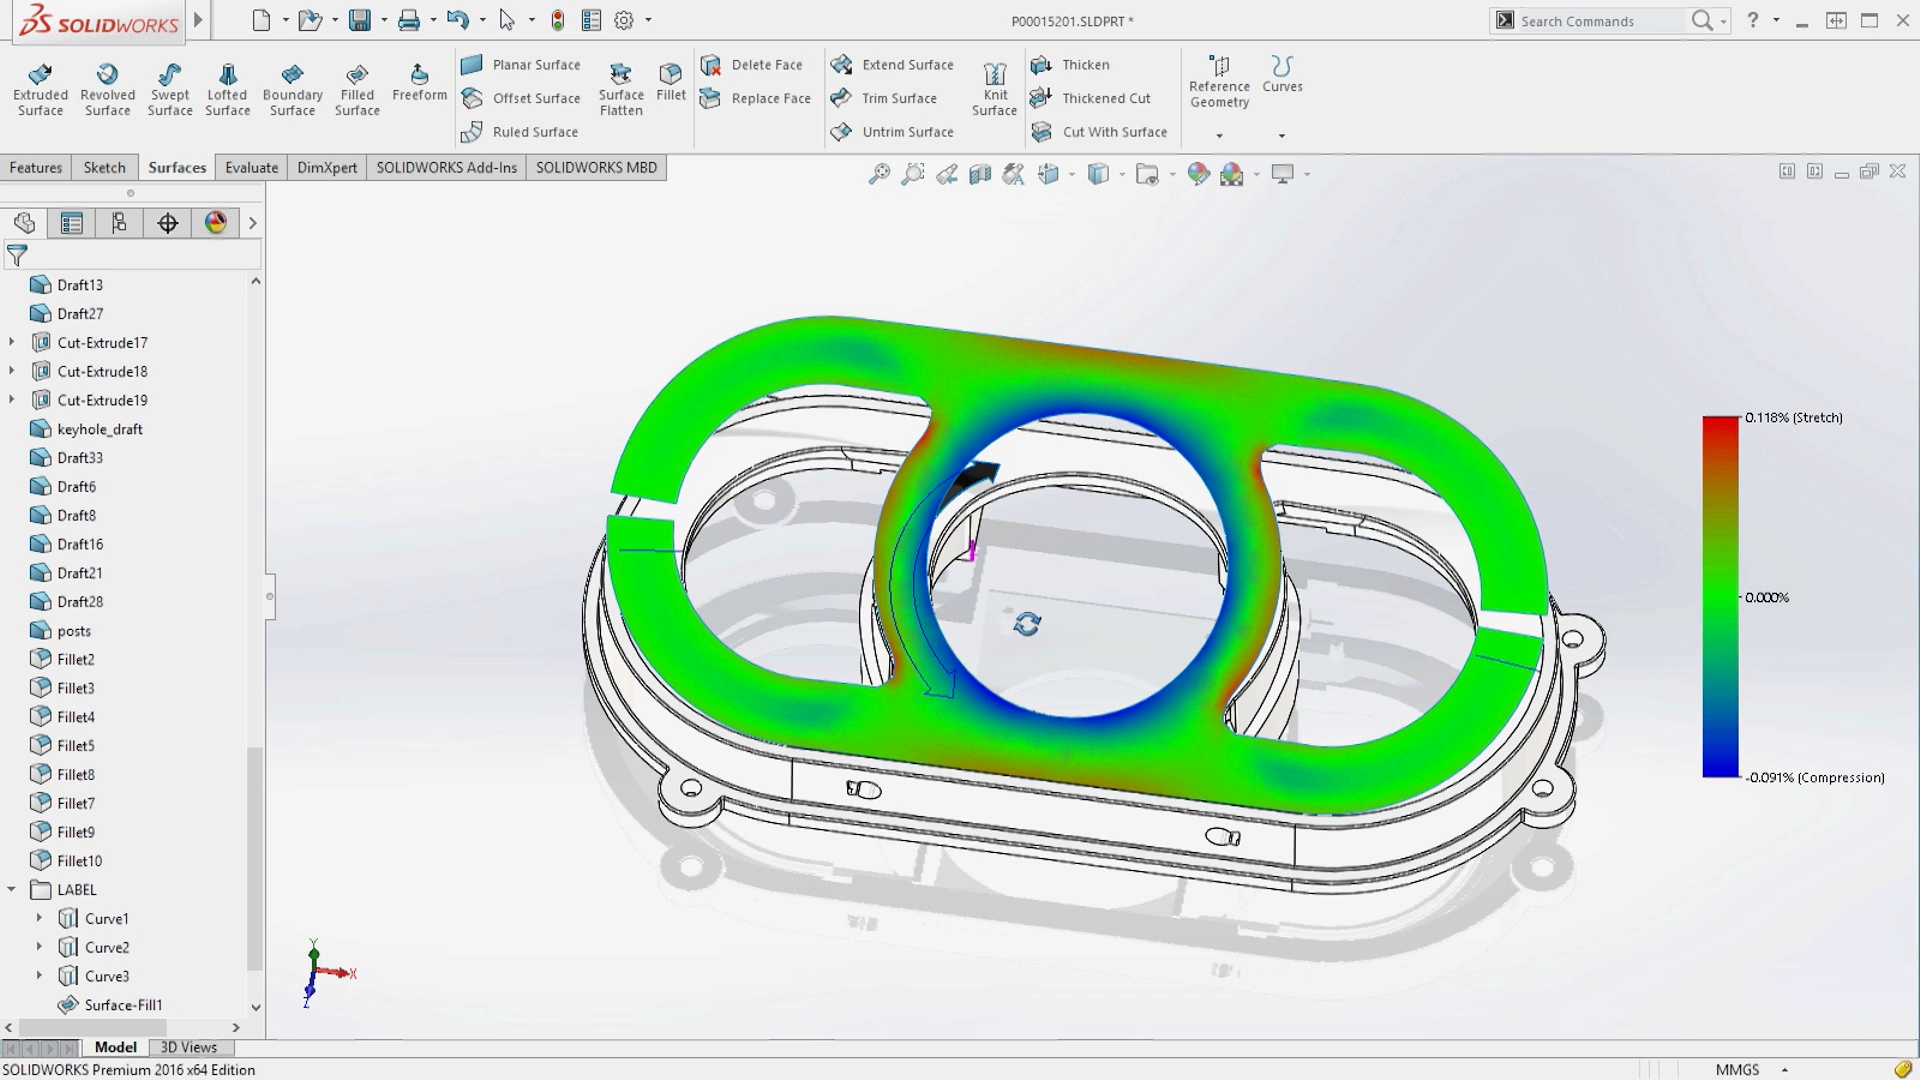 SOLIDWORKS
P00015201.SLDPRT *
Search Commands
?
Extruded Surface
Revolved Surface
Swept Surface
Lofted Surface
Boundary Surface
Filled Surface
Freeform
Planar Surface
Offset Surface
Ruled Surface
Surface Flatten
Fillet
Delete Face
Replace Face
Extend Surface
Trim Surface
Untrim Surface
Knit Surface
Thicken
Thickened Cut
Cut With Surface
Reference Geometry
Curves
Features
Sketch
Surfaces
Evaluate
DimXpert
SOLIDWORKS Add-Ins
SOLIDWORKS MBD
Draft13
Draft27
Cut-Extrude17
Cut-Extrude18
Cut-Extrude19
keyhole_draft
Draft33
Draft6
Draft8
Draft16
Draft21
Draft28
posts
Fillet2
Fillet3
Fillet4
Fillet5
Fillet8
Fillet7
Fillet9
Fillet10
LABEL
Curve1
Curve2
Curve3
Surface-Fill1
0.118% (Stretch)
0.000%
-0.091% (Compression)
Y
X
Z
Model
3D Views
SOLIDWORKS Premium 2016 x64 Edition
MMGS